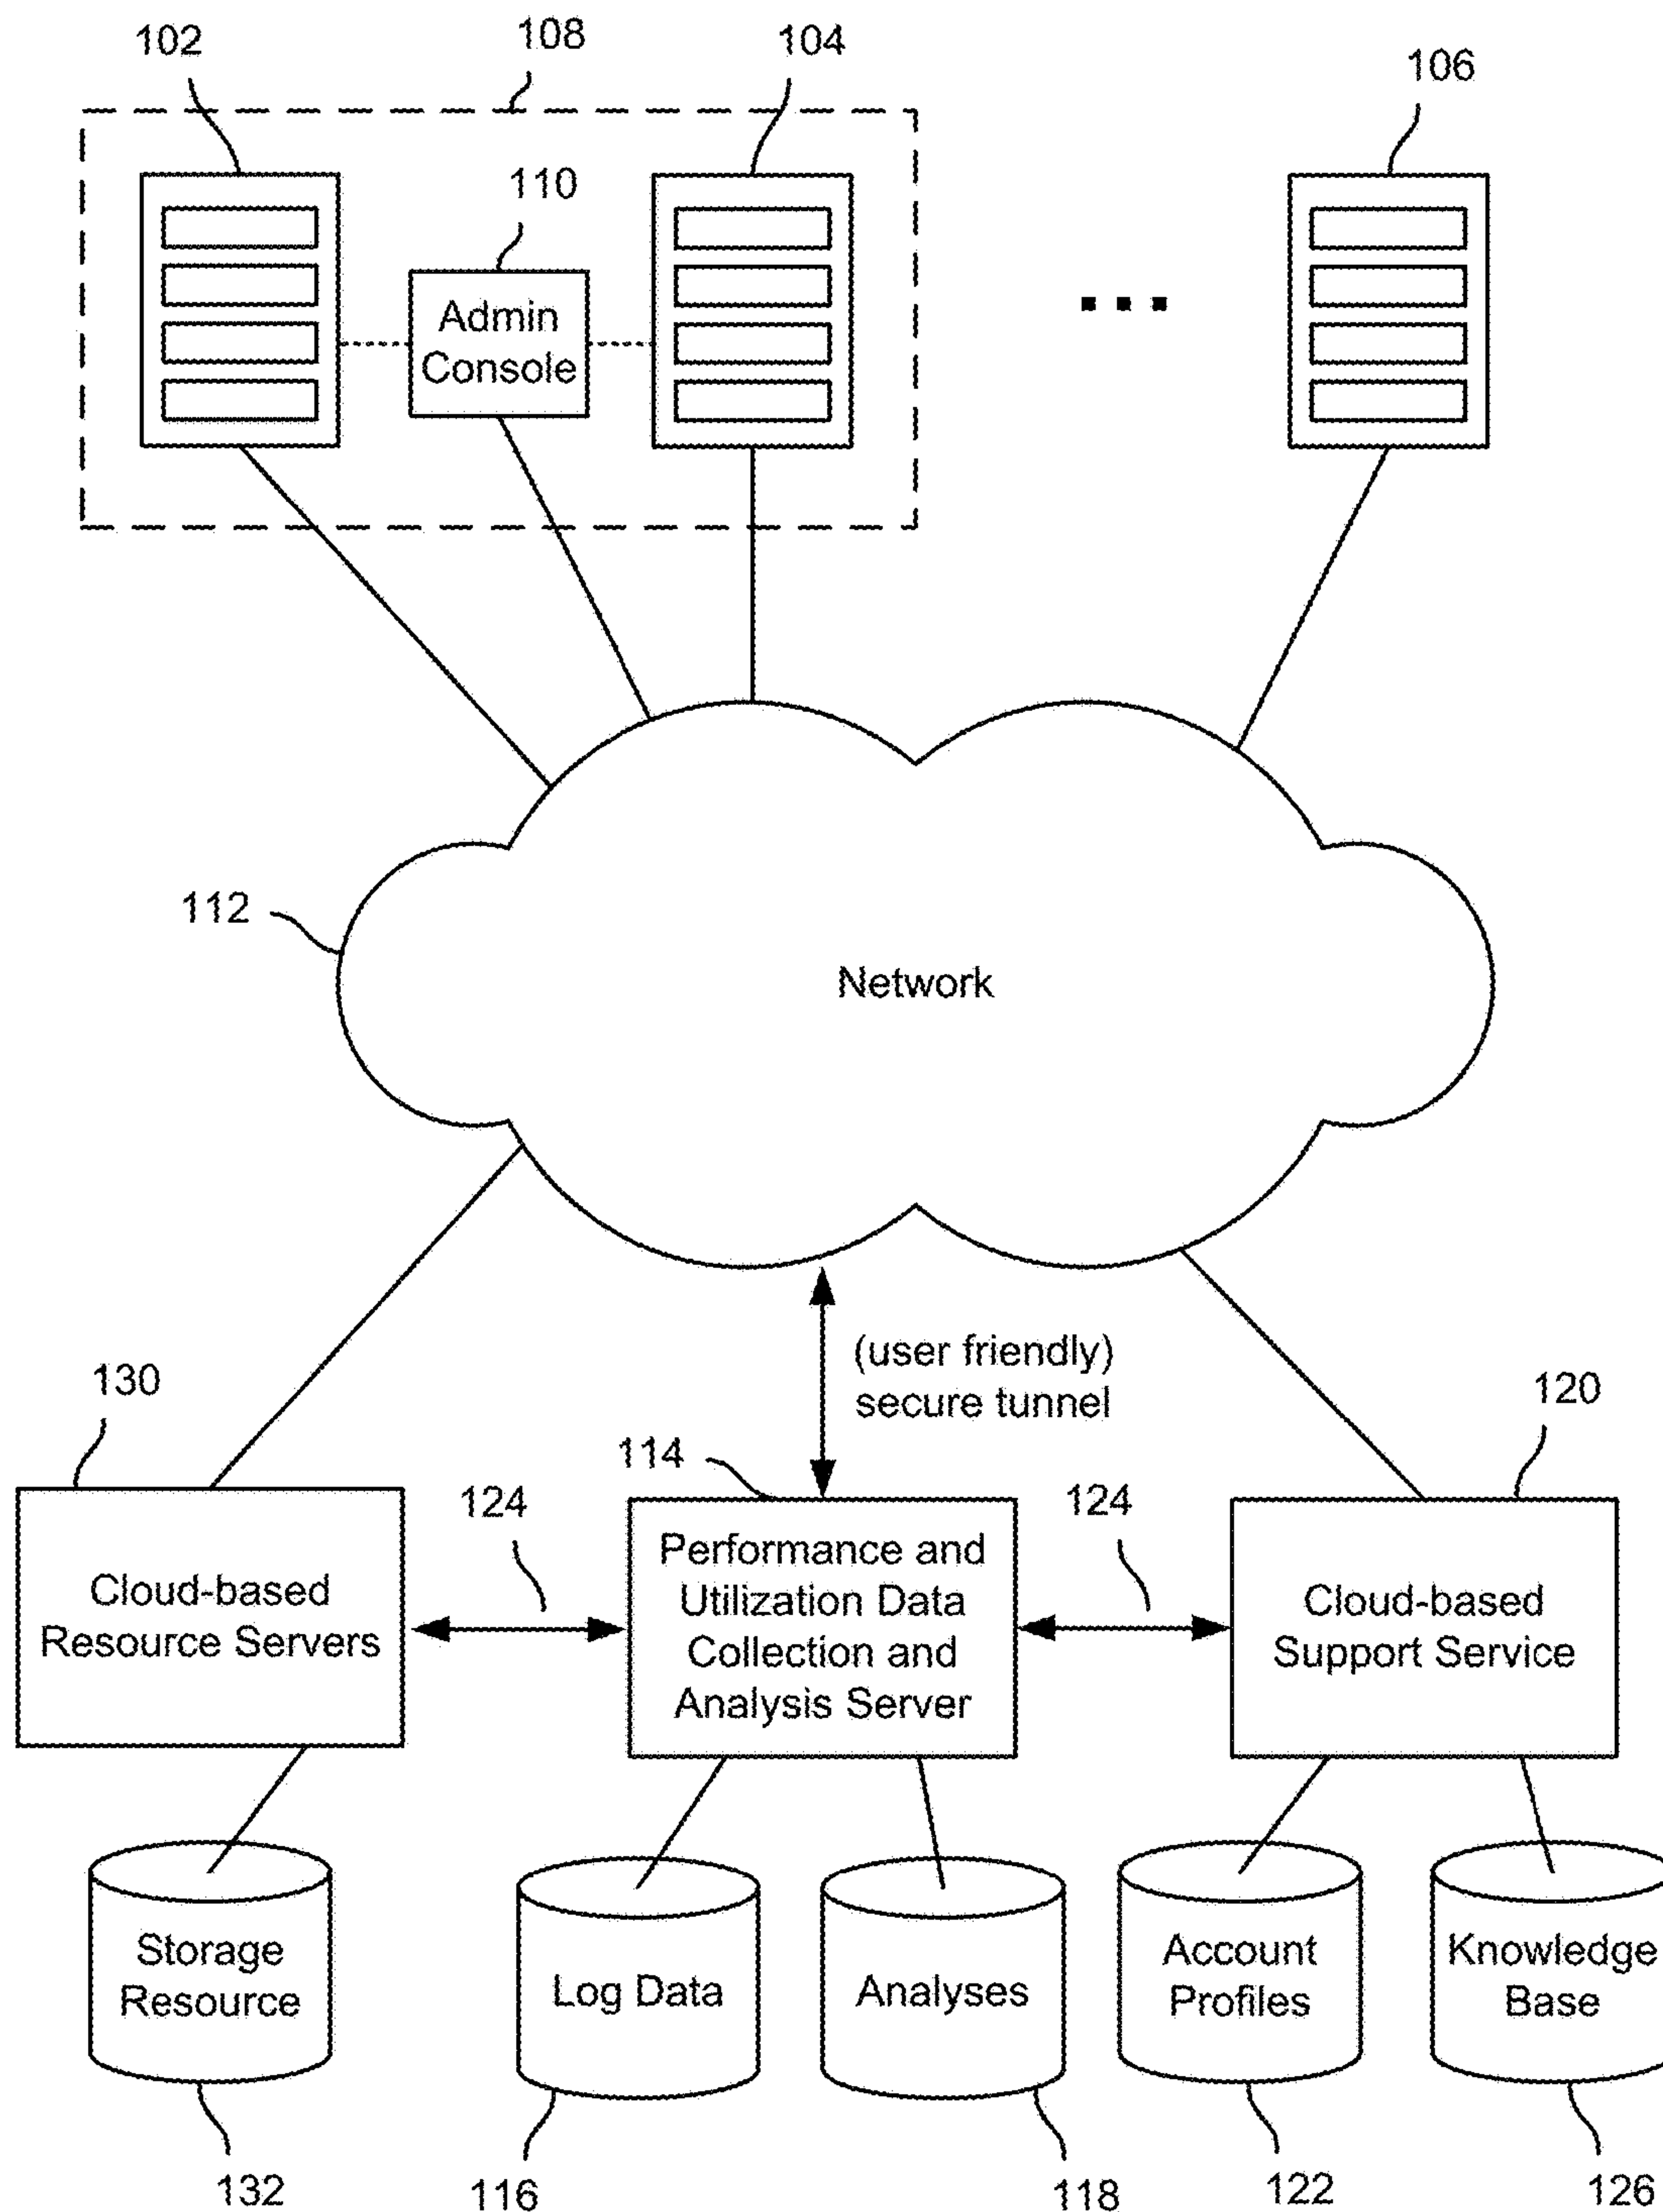 102
108
104
106
110
Admin
Console
112
Network
(user friendly)
secure tunnel
130
120
114
124
124
Cloud-based
Resource Servers
Performance and
Utilization Data
Collection and
Analysis Server
Cloud-based
Support Service
Storage
Resource
Log Data
Analyses
Account
Profiles
Knowledge
Base
132
116
118
122
126